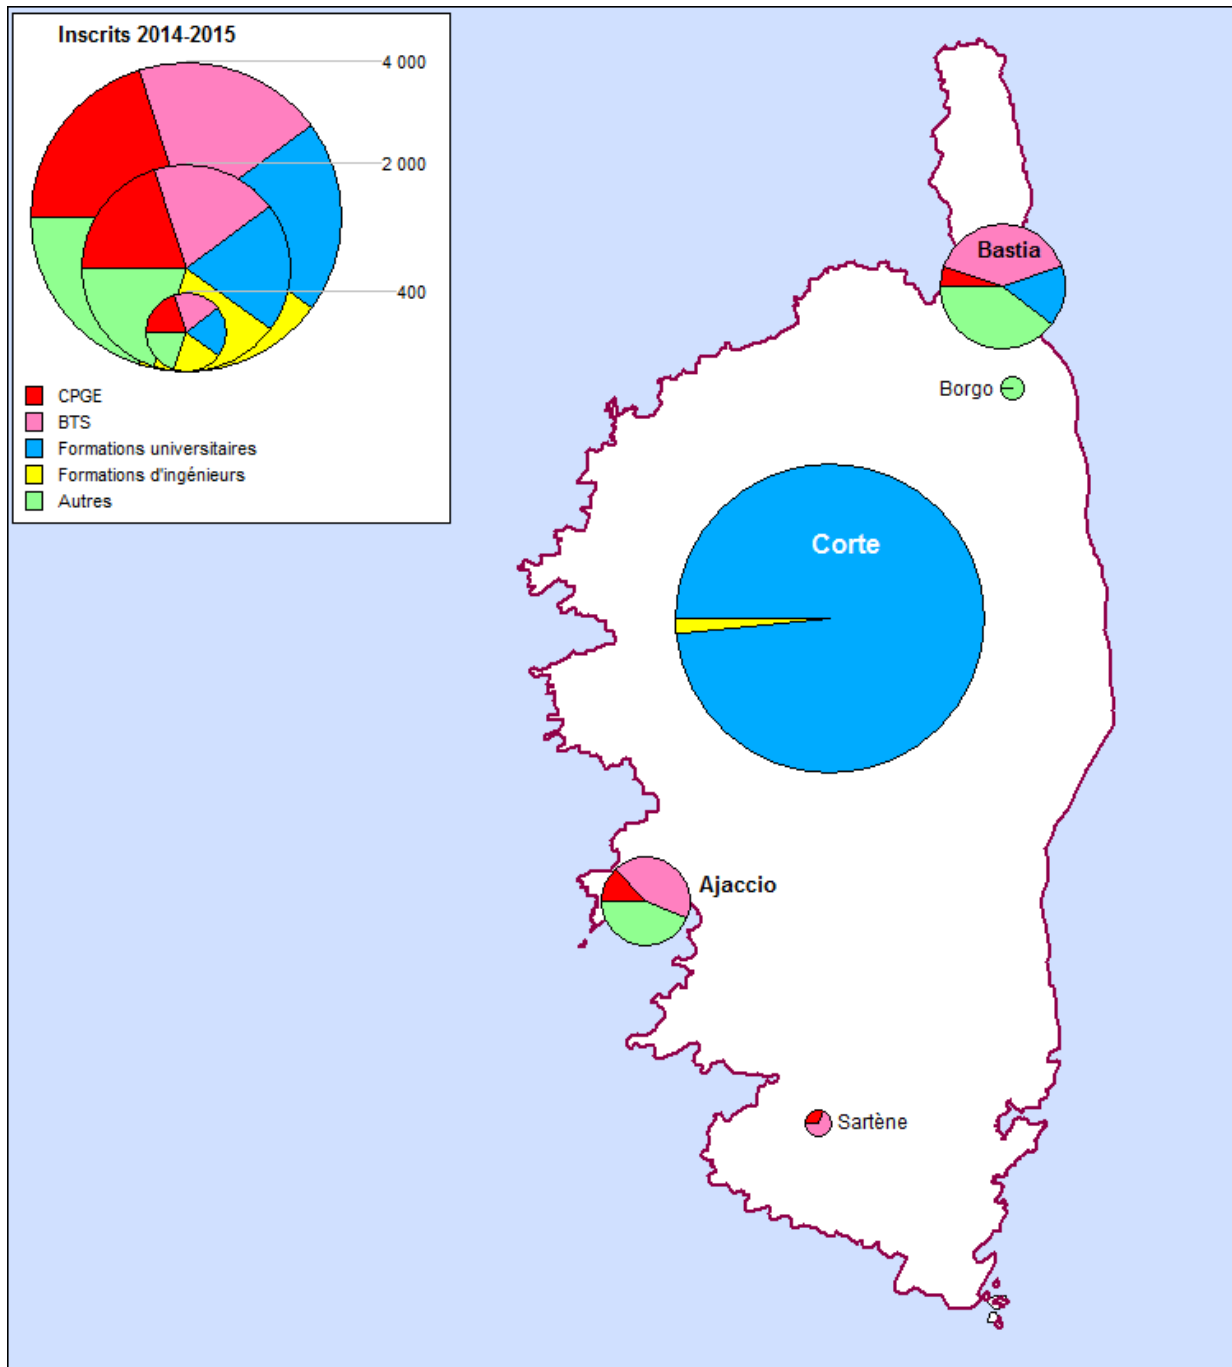 Inscrits 2014-2015
4 000
2 000
400
CPGE
BTS
Formations universitaires
Formations d'ingénieurs
Autres
Bastia
Borgo
Corte
Ajaccio
Sartène